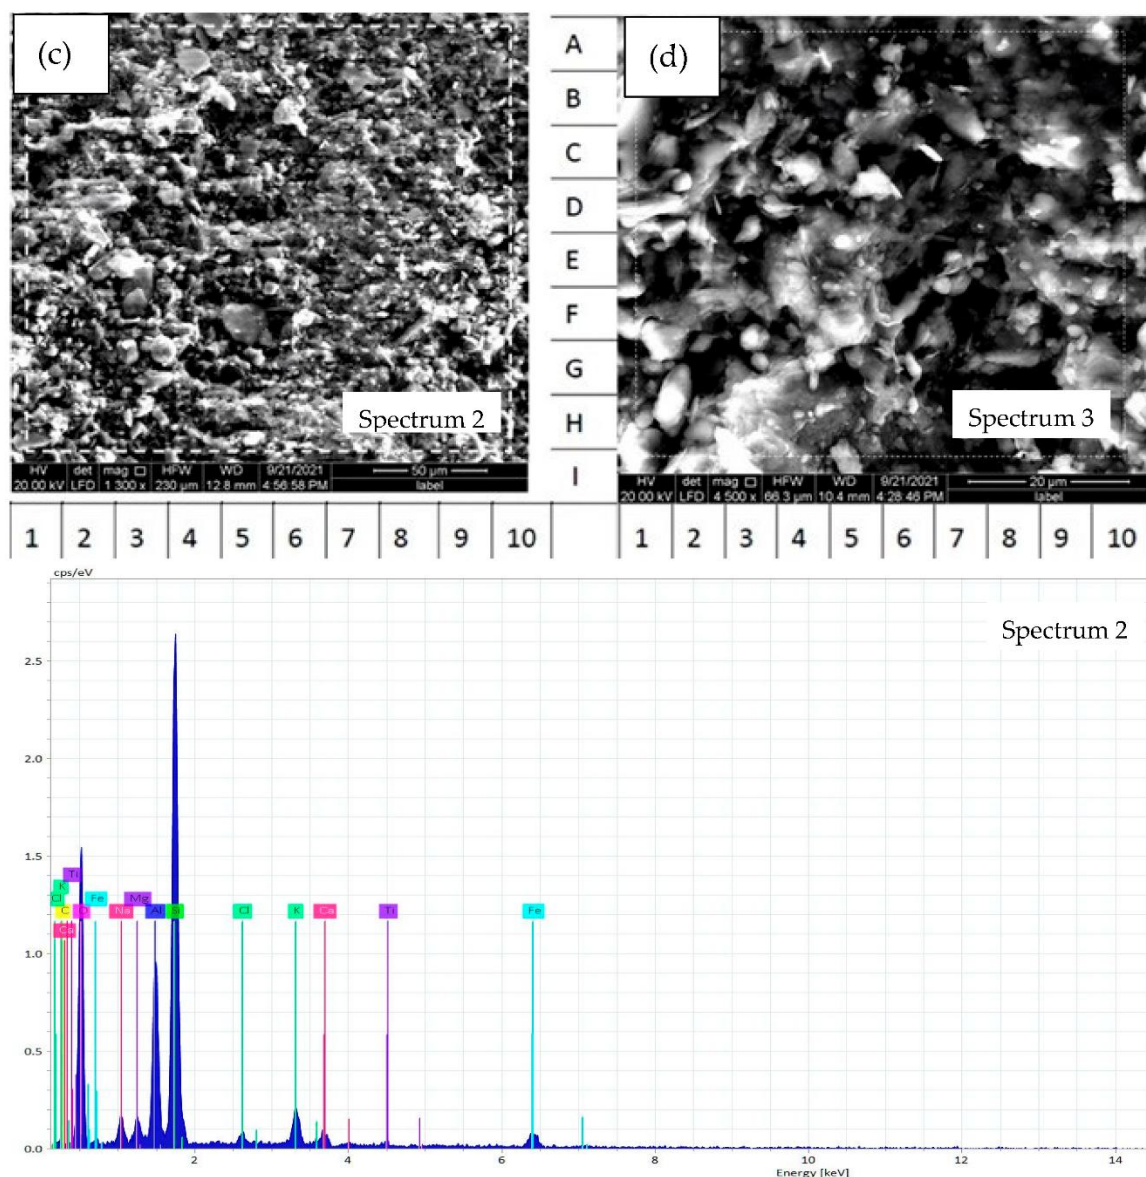 (c)
Spectrum 2
HV det mag HFW WD 9/21/2021 50 µm
20.00 kV LFD 1 300 x 230 µm 12.8 mm 4:56:58 PM label
A
B
C
D
E
F
G
H
I
(d)
Spectrum 3
HV det mag HFW WD 9/21/2021 20 µm
20.00 kV LFD 4 500 x 66.3 µm 10.4 mm 4:28:46 PM label
1 2 3 4 5 6 7 8 9 10
1 2 3 4 5 6 7 8 9 10
cps/eV
Spectrum 2
2.5
2.0
1.5
1.0
0.5
0.0
Ti
K
Cl Fe
C O Na Mg Al Si Cl K Ca Ti Fe
Ca
2 4 6 8 10 12 14
Energy [keV]